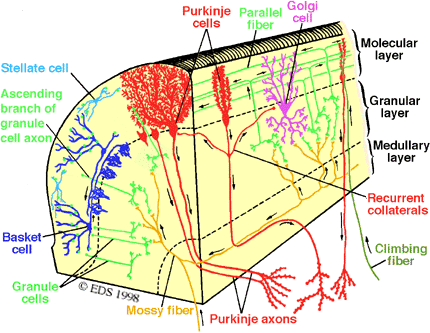 Purkinje
cells
Parallel
fiber
Golgi
cell
Molecular
layer
Stellate cell
Ascending
branch of
granule
cell axon
Granular
layer
Medullary
layer
Recurrent
collaterals
Basket
cell
Climbing
fiber
Granule
cells
© EDS 1998
Mossy fiber
Purkinje axons